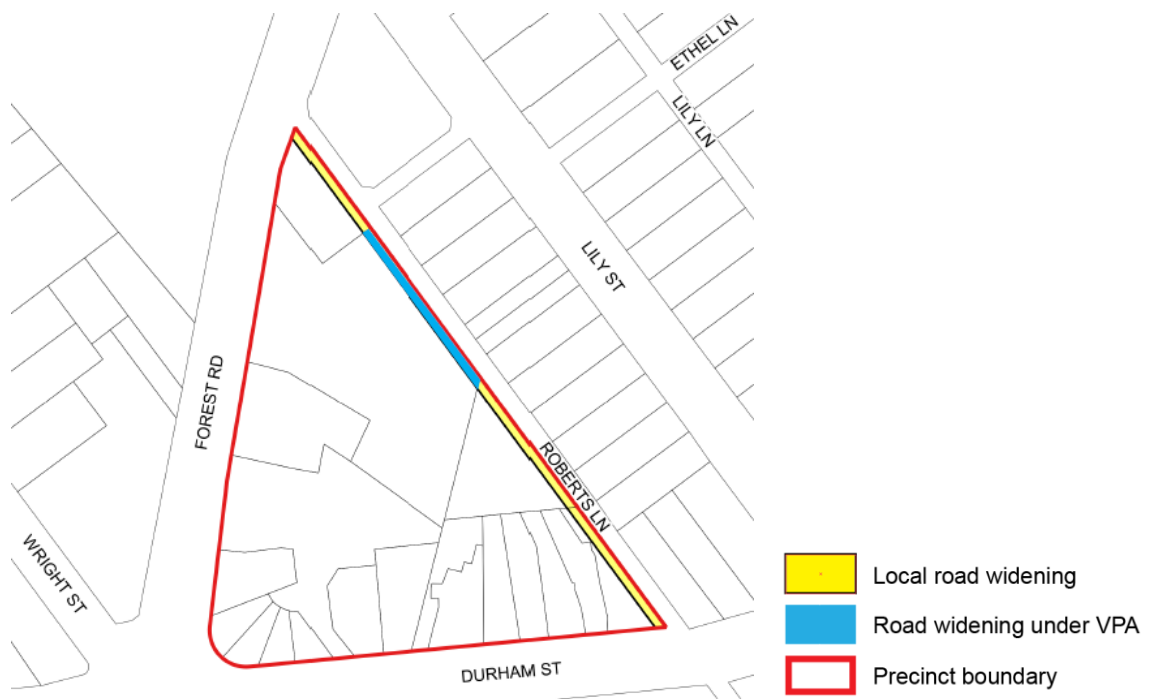 ETHEL LN
LILY LN
LILY ST
FOREST RD
ROBERTS LN
WRIGHT ST
DURHAM ST
Local road widening
Road widening under VPA
Precinct boundary